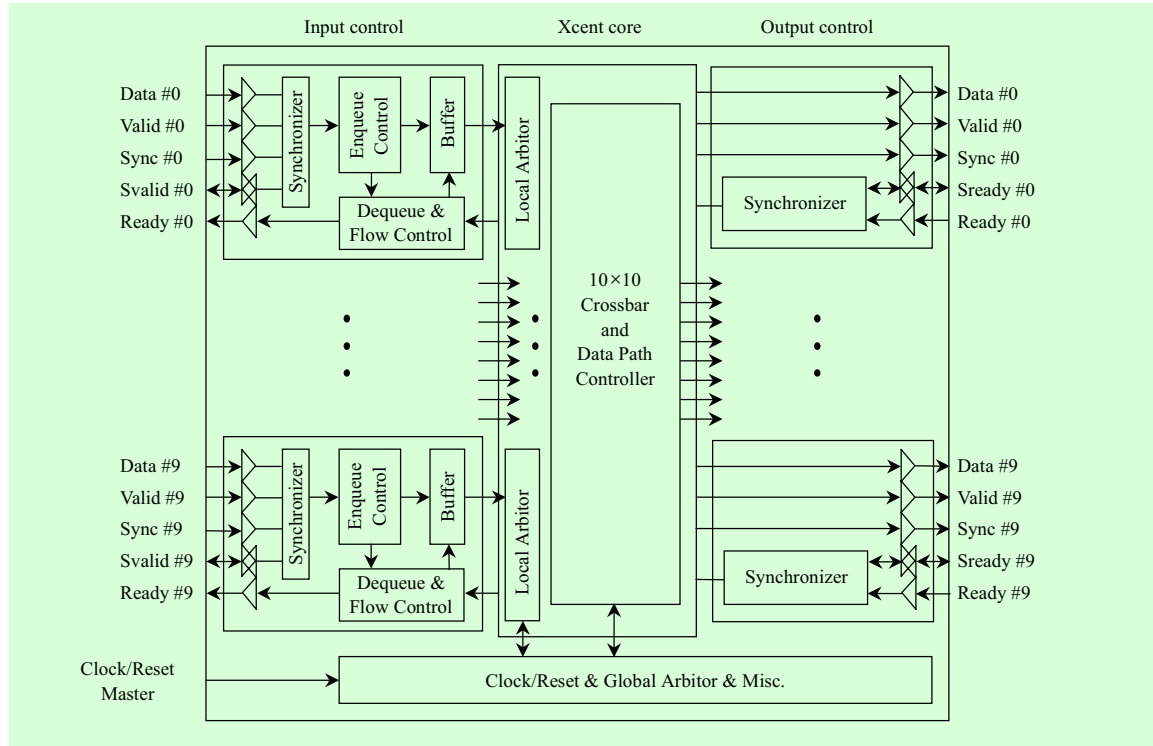 Input control
Xcent core
Output control
Data #0
Valid #0
Sync #0
Svalid #0
Ready #0
Synchronizer
Enqueue
Control
Buffer
Dequeue &
Flow Control
Local Arbitor
10×10
Crossbar
and
Data Path
Controller
Synchronizer
Data #0
Valid #0
Sync #0
Sready #0
Ready #0
Data #9
Valid #9
Sync #9
Svalid #9
Ready #9
Synchronizer
Enqueue
Control
Buffer
Dequeue &
Flow Control
Local Arbitor
Synchronizer
Data #9
Valid #9
Sync #9
Sready #9
Ready #9
Clock/Reset
Master
Clock/Reset & Global Arbitor & Misc.